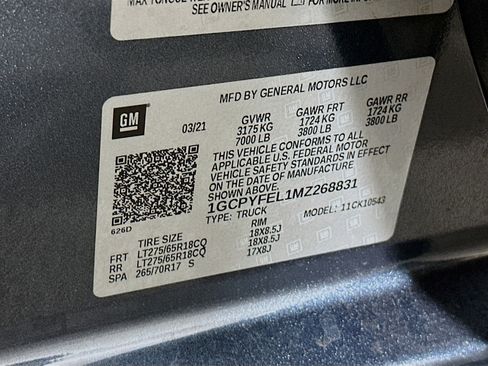 SEE OWNER'S MANUAL FOR MORE
MFD BY GENERAL MOTORS LLC
GM
03/21
GVWR GAWR FRT GAWR RR
3175 KG 1724 KG 1724 KG
7000 LB 3800 LB 3800 LB
THIS VEHICLE CONFORMS TO ALL
APPLICABLE U.S. FEDERAL MOTOR
VEHICLE SAFETY STANDARDS IN EFFECT
ON THE DATE OF MANUFACTURE
SHOWN ABOVE.
1GCPYFEL1MZ268831
TYPE: TRUCK MODEL: 11CK10543
626D
TIRE SIZE RIM
FRT LT275/65R18CQ 18X8.5J
RR LT275/65R18CQ 18X8.5J
SPA 265/70R17 S 17X8J